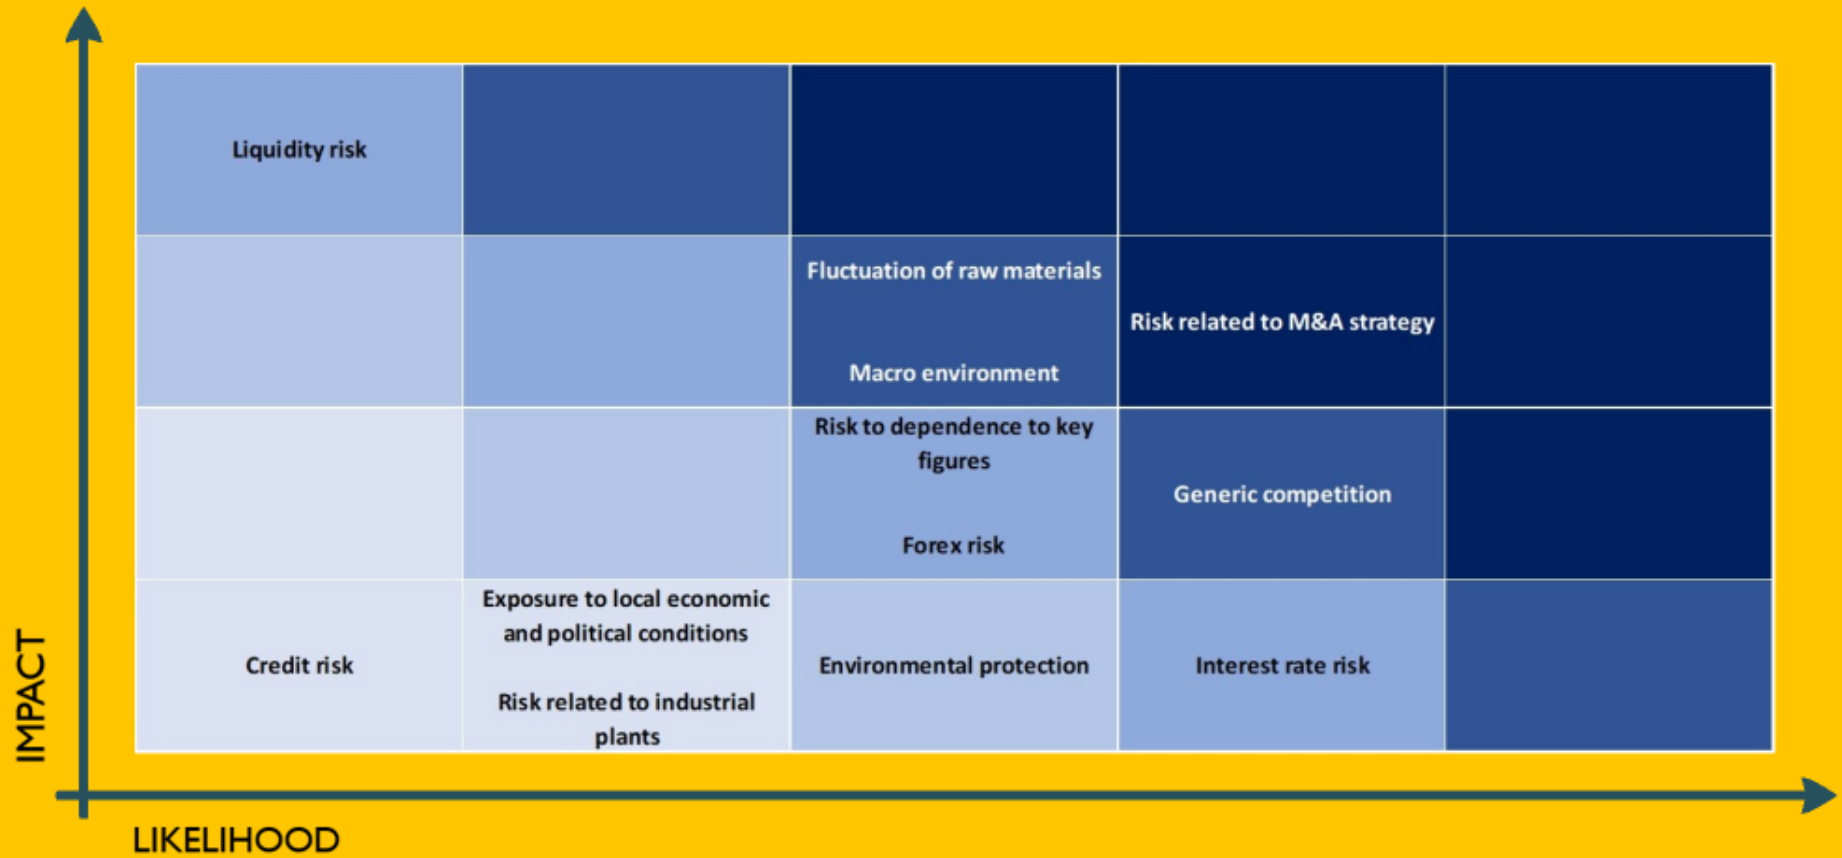 IMPACT
Liquidity risk
Fluctuation of raw materials
Macro environment
Risk related to M&A strategy
Risk to dependence to key
figures
Forex risk
Generic competition
Credit risk
Exposure to local economic
and political conditions
Risk related to industrial
plants
Environmental protection
Interest rate risk
LIKELIHOOD